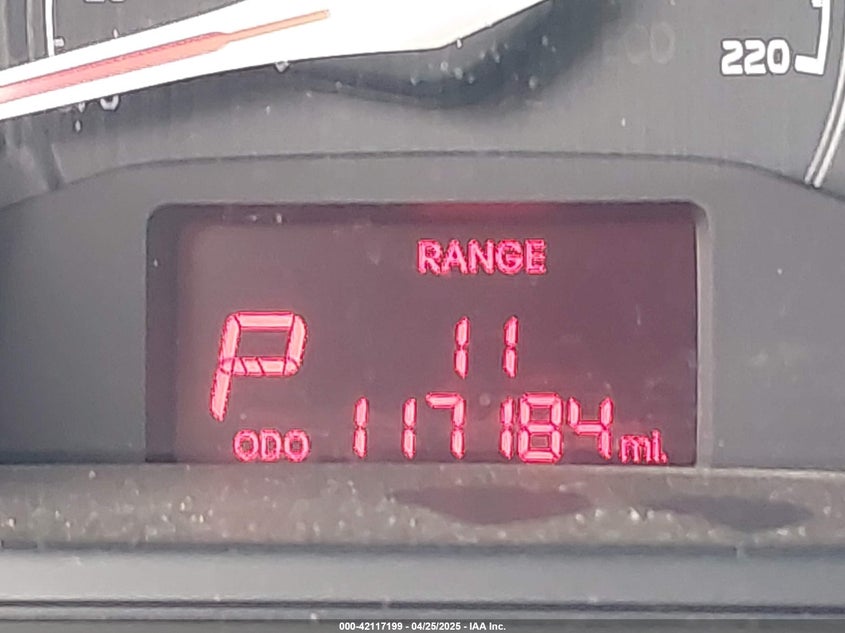 220
RANGE
P
11
ODO 117184 mi.
000-42117199 - 04/25/2025 - IAA Inc.